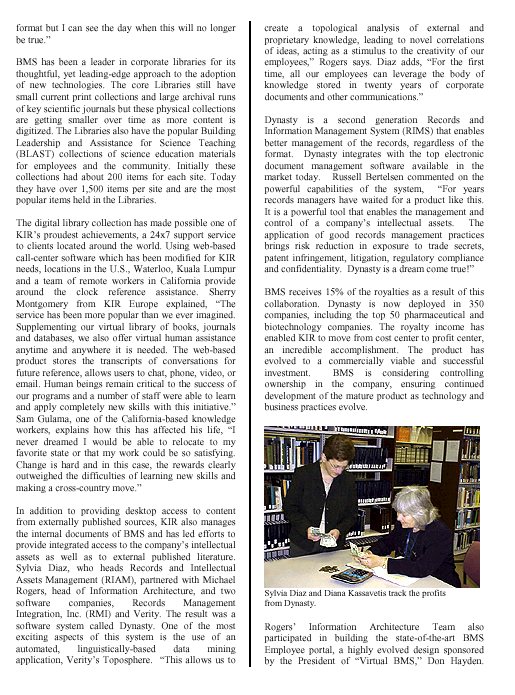 format but I can see the day when this will no longer
be true."
BMS has been a leader in corporate libraries for its
thoughtful, yet leading-edge approach to the adoption
of new technologies. The core Libraries still have
small current print collections and large archival runs
of key scientific journals but these physical collections
are getting smaller over time as more content is
digitized. The Libraries also have the popular Building
Leadership and Assistance for Science Teaching
(BLAST) collections of science education materials
for employees and the community. Initially these
collections had about 200 items for each site. Today
they have over 1,500 items per site and are the most
popular items held in the Libraries.
The digital library collection has made possible one of
KIR's proudest achievements, a 24x7 support service
to clients located around the world. Using web-based
call-center software which has been modified for KIR
needs, locations in the U.S., Waterloo, Kuala Lumpur
and a team of remote workers in California provide
around the clock reference assistance. Sherry
Montgomery from KIR Europe explained, "The
service has been more popular than we ever imagined.
Supplementing our virtual library of books, journals
and databases, we also offer virtual human assistance
anytime and anywhere it is needed. The web-based
product stores the transcripts of conversations for
future reference, allows users to chat, phone, video, or
email. Human beings remain critical to the success of
our programs and a number of staff were able to learn
and apply completely new skills with this initiative."
Sam Gulama, one of the California-based knowledge
workers, explains how this has affected his life, "I
never dreamed I would be able to relocate to my
favorite state or that my work could be so satisfying.
Change is hard and in this case, the rewards clearly
outweighed the difficulties of learning new skills and
making a cross-country move."
In addition to providing desktop access to content
from externally published sources, KIR also manages
the internal documents of BMS and has led efforts to
provide integrated access to the company's intellectual
assets as well as to external published literature.
Sylvia Diaz, who heads Records and Intellectual
Assets Management (RIAM), partnered with Michael
Rogers, head of Information Architecture, and two
software companies, Records Management
Integration, Inc. (RMI) and Verity. The result was a
software system called Dynasty. One of the most
exciting aspects of this system is the use of an
automated, linguistically-based data mining
application, Verity's Toposphere. "This allows us to
create a topological analysis of external and
proprietary knowledge, leading to novel correlations
of ideas, acting as a stimulus to the creativity of our
employees," Rogers says. Diaz adds, "For the first
time, all our employees can leverage the body of
knowledge stored in twenty years of corporate
documents and other communications."
Dynasty is a second generation Records and
Information Management System (RIMS) that enables
better management of the records, regardless of the
format. Dynasty integrates with the top electronic
document management software available in the
market today. Russell Bertelsen commented on the
powerful capabilities of the system, "For years
records managers have waited for a product like this.
It is a powerful tool that enables the management and
control of a company's intellectual assets. The
application of good records management practices
brings risk reduction in exposure to trade secrets,
patent infringement, litigation, regulatory compliance
and confidentiality. Dynasty is a dream come true!"
BMS receives 15% of the royalties as a result of this
collaboration. Dynasty is now deployed in 350
companies, including the top 50 pharmaceutical and
biotechnology companies. The royalty income has
enabled KIR to move from cost center to profit center,
an incredible accomplishment. The product has
evolved to a commercially viable and successful
investment. BMS is considering controlling
ownership in the company, ensuring continued
development of the mature product as technology and
business practices evolve.
Sylvia Diaz and Diana Kassavetis track the profits
from Dynasty.
Rogers' Information Architecture Team also
participated in building the state-of-the-art BMS
Employee portal, a highly evolved design sponsored
by the President of "Virtual BMS," Don Hayden.